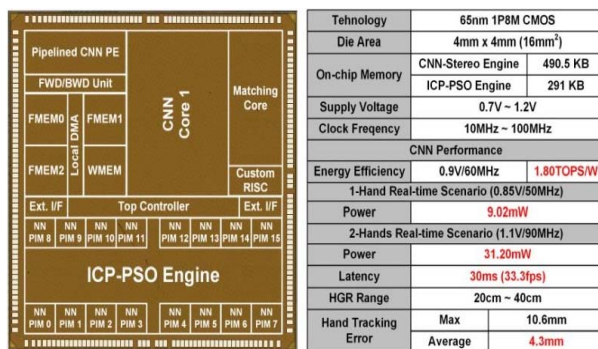 Pipelined CNN PE
FWD/BWD Unit
FMEM0
Local DMA
FMEM1
FMEM2
WMEM
CNN
Core 1
Matching
Core
Custom
RISC
Ext. I/F
Top Controller
Ext. I/F
NN PIM 8
NN PIM 9
NN PIM 10
NN PIM 11
NN PIM 12
NN PIM 13
NN PIM 14
NN PIM 15
ICP-PSO Engine
NN PIM 0
NN PIM 1
NN PIM 2
NN PIM 3
NN PIM 4
NN PIM 5
NN PIM 6
NN PIM 7
Tehnology 65nm 1P8M CMOS
Die Area 4mm x 4mm (16mm²)
On-chip Memory CNN-Stereo Engine 490.5 KB
ICP-PSO Engine 291 KB
Supply Voltage 0.7V ~ 1.2V
Clock Freqency 10MHz ~ 100MHz
CNN Performance
Energy Efficiency 0.9V/60MHz 1.80TOPS/W
1-Hand Real-time Scenario (0.85V/50MHz)
Power 9.02mW
2-Hands Real-time Scenario (1.1V/90MHz)
Power 31.20mW
Latency 30ms (33.3fps)
HGR Range 20cm ~ 40cm
Hand Tracking Error Max 10.6mm
Average 4.3mm